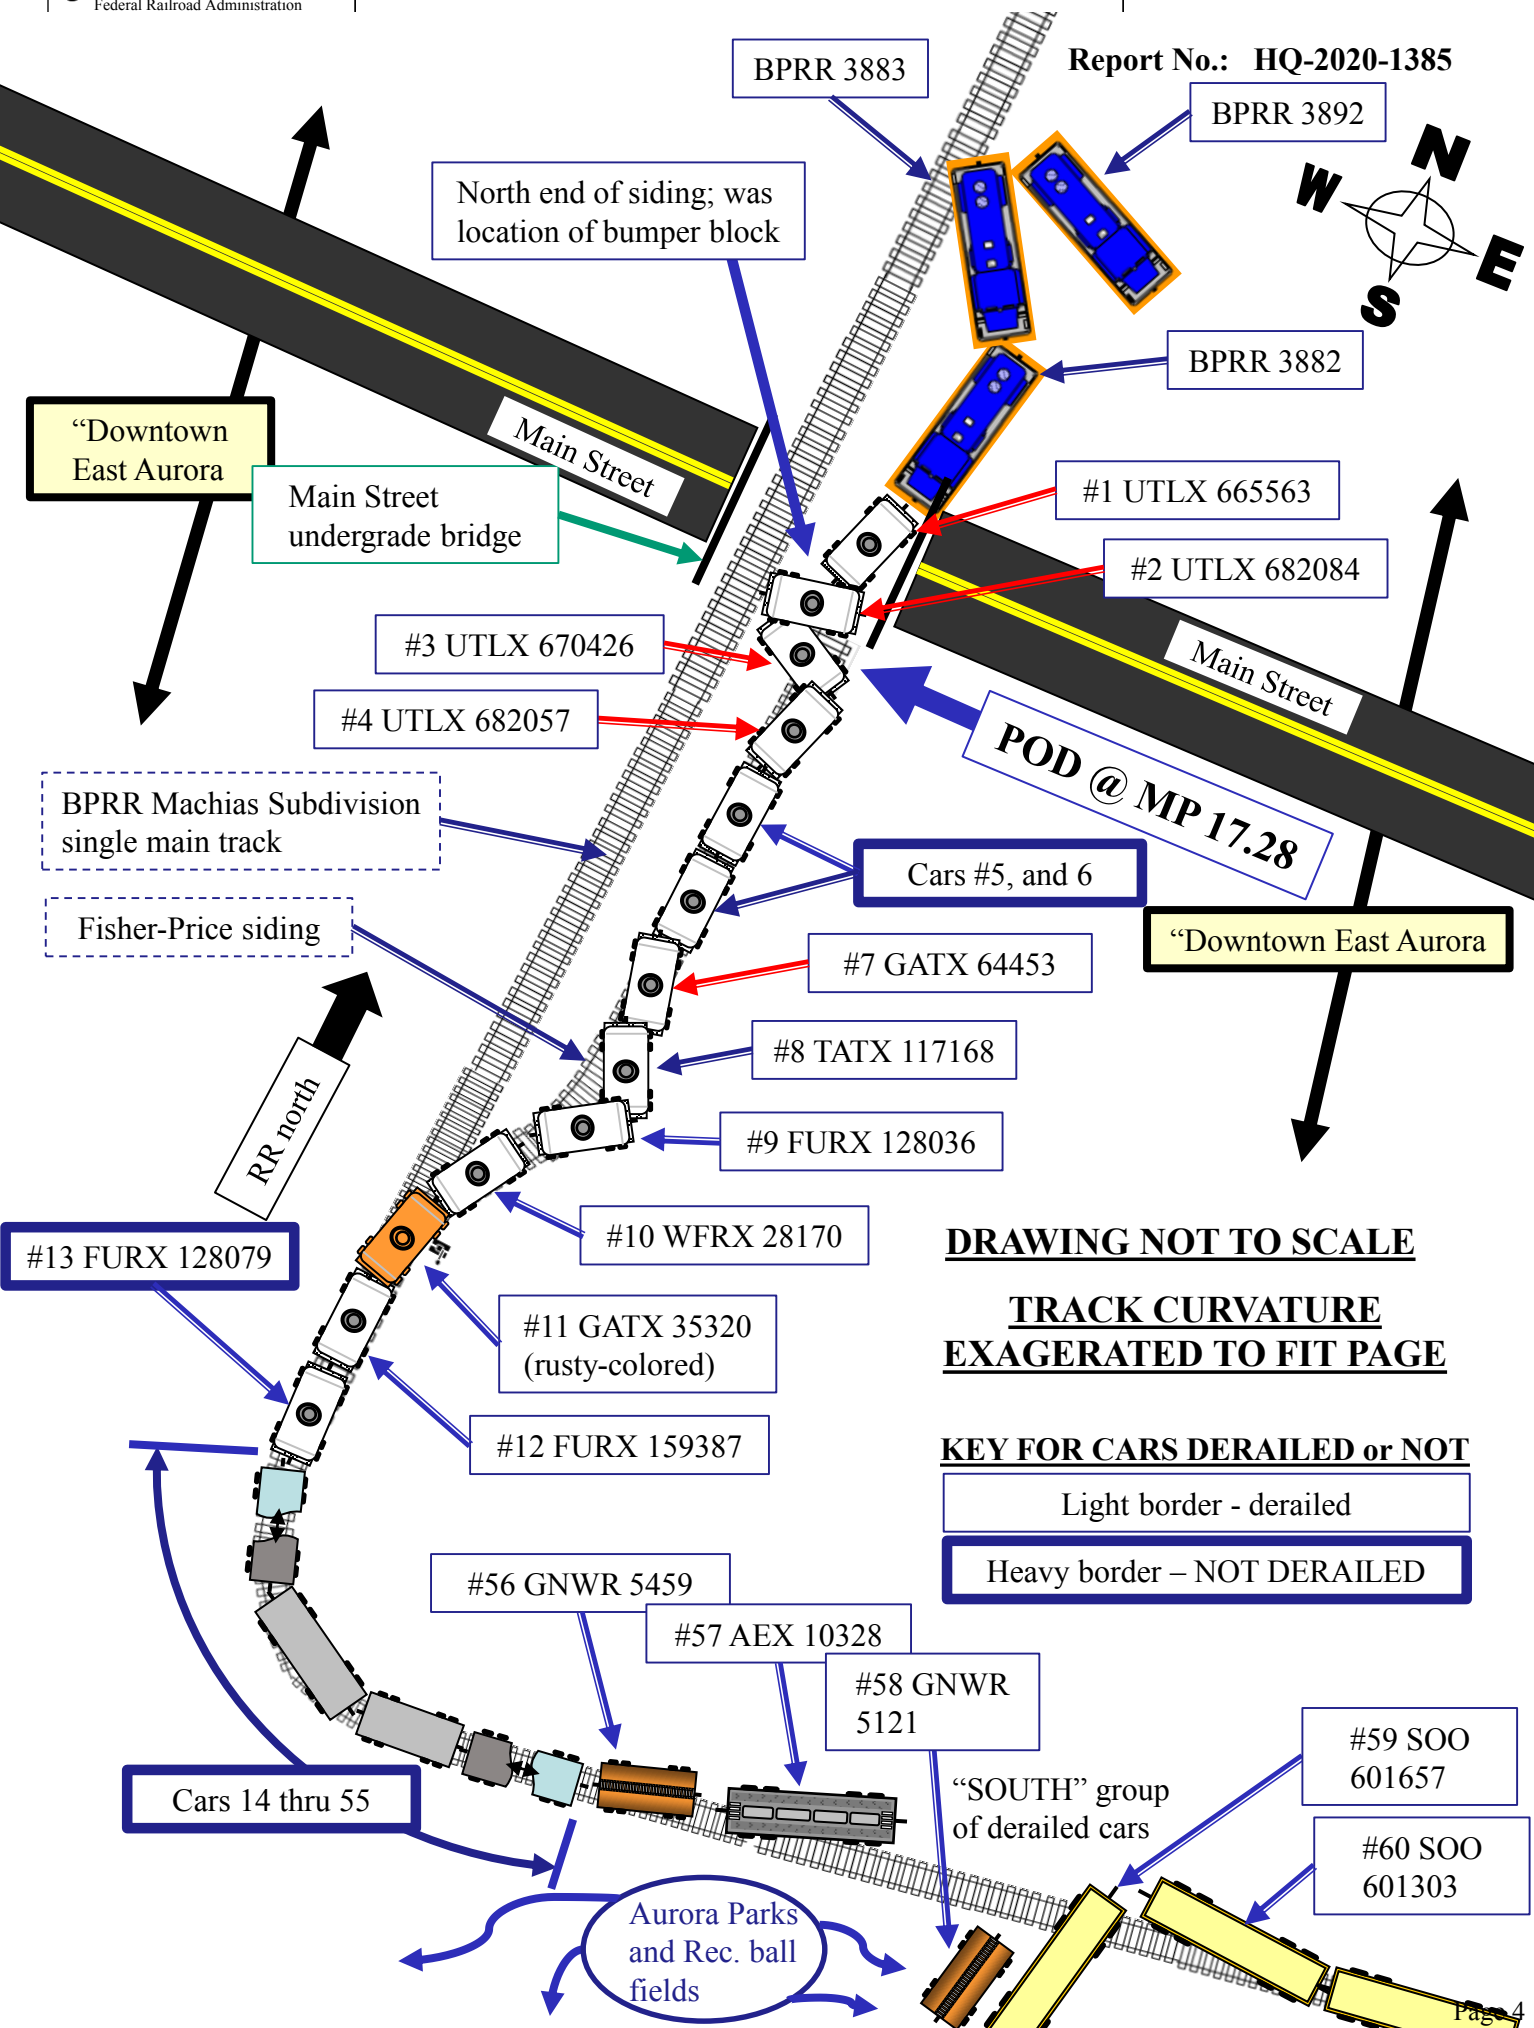 Federal Railroad Administration
Report No.: HQ-2020-1385
BPRR 3883
BPRR 3892
N
W
E
S
North end of siding; was
location of bumper block
BPRR 3882
“Downtown
East Aurora
Main Street
Main Street
undergrade bridge
#1 UTLX 665563
#2 UTLX 682084
#3 UTLX 670426
Main Street
#4 UTLX 682057
POD @ MP 17.28
BPRR Machias Subdivision
single main track
Cars #5, and 6
Fisher-Price siding
“Downtown East Aurora
#7 GATX 64453
#8 TATX 117168
RR north
#9 FURX 128036
#10 WFRX 28170
#13 FURX 128079
DRAWING NOT TO SCALE
#11 GATX 35320
(rusty-colored)
TRACK CURVATURE
EXAGERATED TO FIT PAGE
#12 FURX 159387
KEY FOR CARS DERAILED or NOT
Light border - derailed
Heavy border – NOT DERAILED
#56 GNWR 5459
#57 AEX 10328
#58 GNWR
5121
#59 SOO
601657
Cars 14 thru 55
“SOUTH” group
of derailed cars
#60 SOO
601303
Aurora Parks
and Rec. ball
fields
Page 4